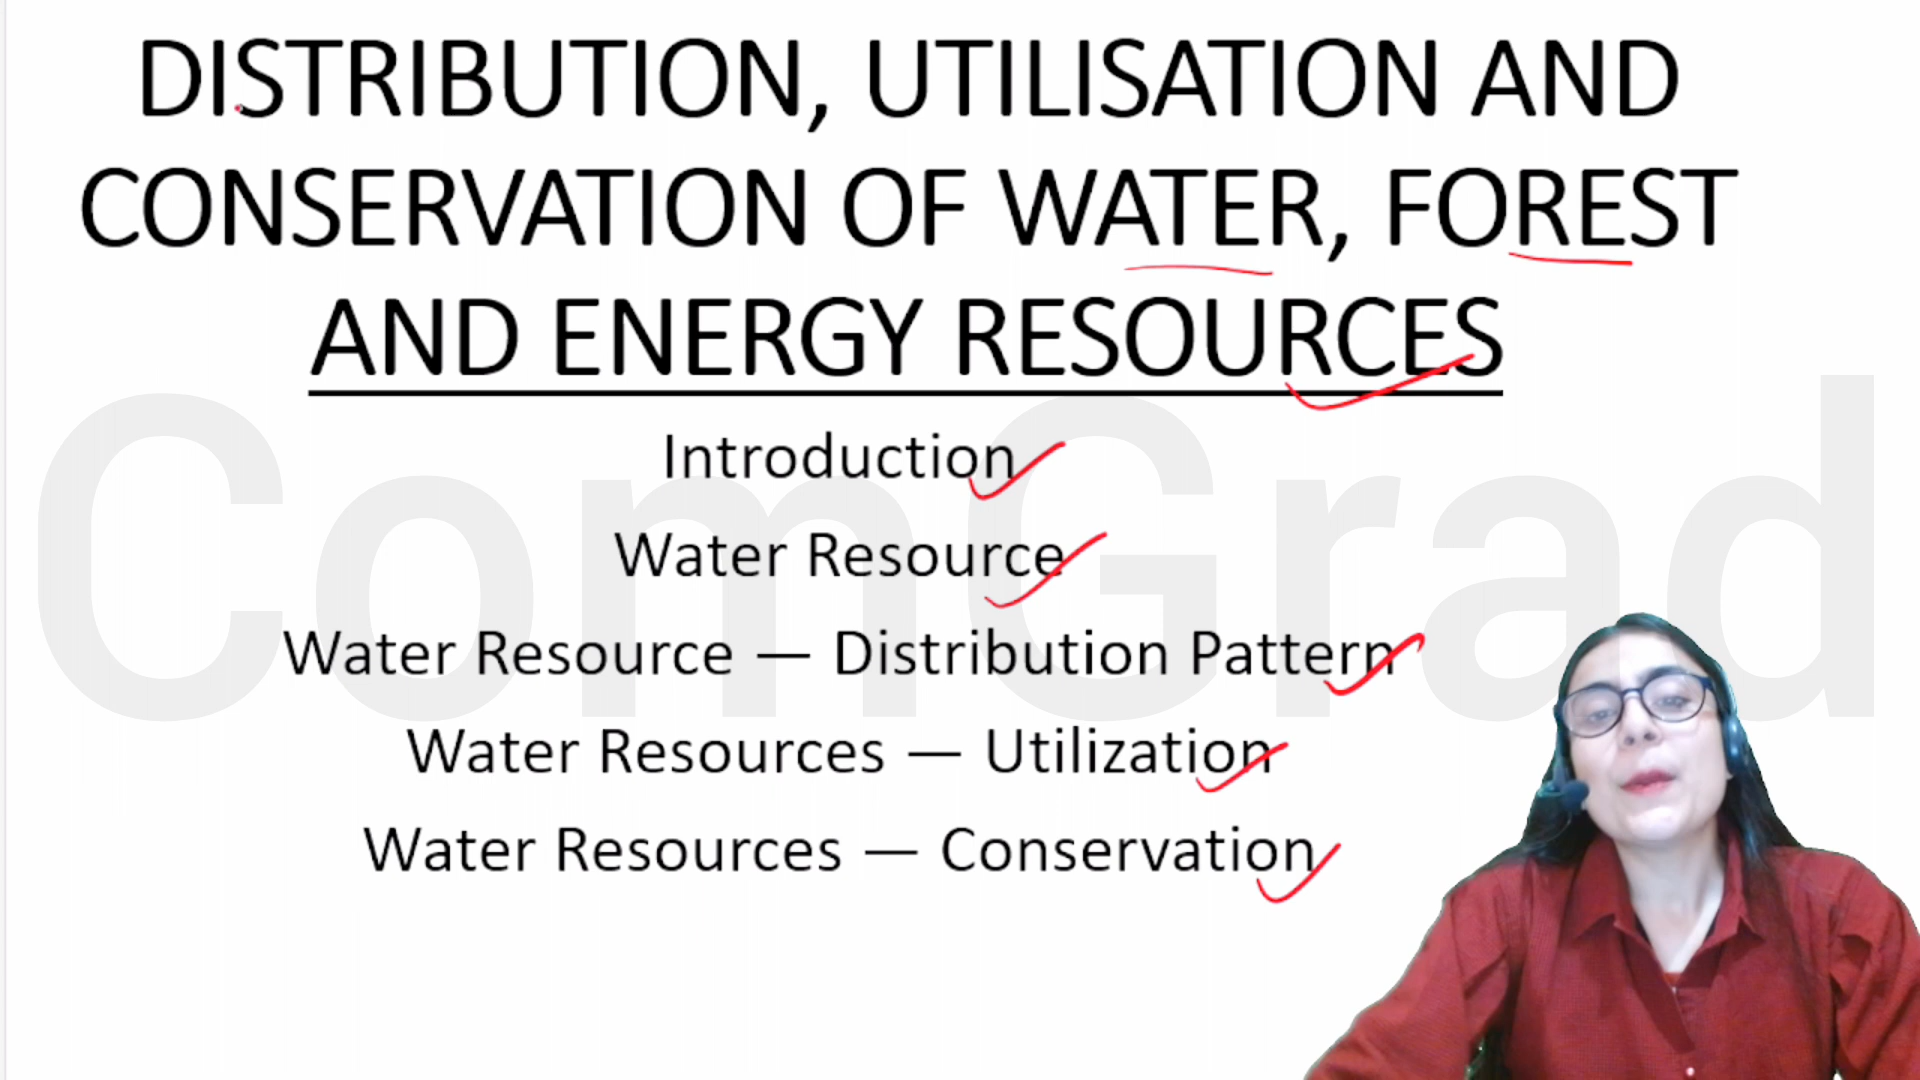 DISTRIBUTION, UTILISATION AND
CONSERVATION OF WATER, FOREST
AND ENERGY RESOURCES
Introduction
Water Resource
Water Resource — Distribution Pattern
Water Resources — Utilization
Water Resources — Conservation
ComGrad